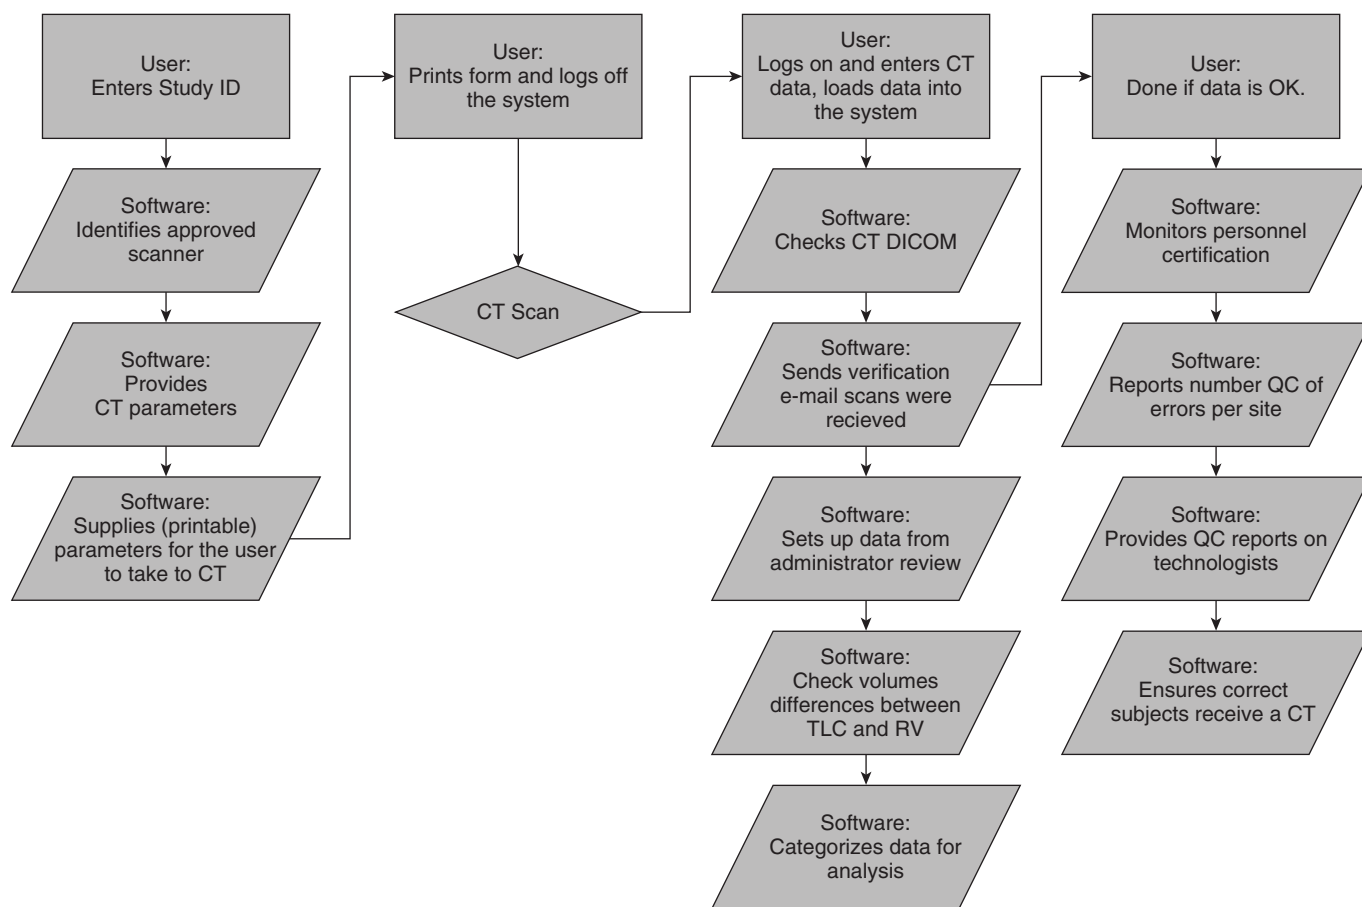 User:
Enters Study ID
Software:
Identifies approved
scanner
Software:
Provides
CT parameters
Software:
Supplies (printable)
parameters for the user
to take to CT
User:
Prints form and logs off
the system
CT Scan
User:
Logs on and enters CT
data, loads data into
the system
Software:
Checks CT DICOM
Software:
Sends verification
e-mail scans were
recieved
Software:
Sets up data from
administrator review
Software:
Check volumes
differences between
TLC and RV
Software:
Categorizes data for
analysis
User:
Done if data is OK.
Software:
Monitors personnel
certification
Software:
Reports number QC of
errors per site
Software:
Provides QC reports on
technologists
Software:
Ensures correct
subjects receive a CT